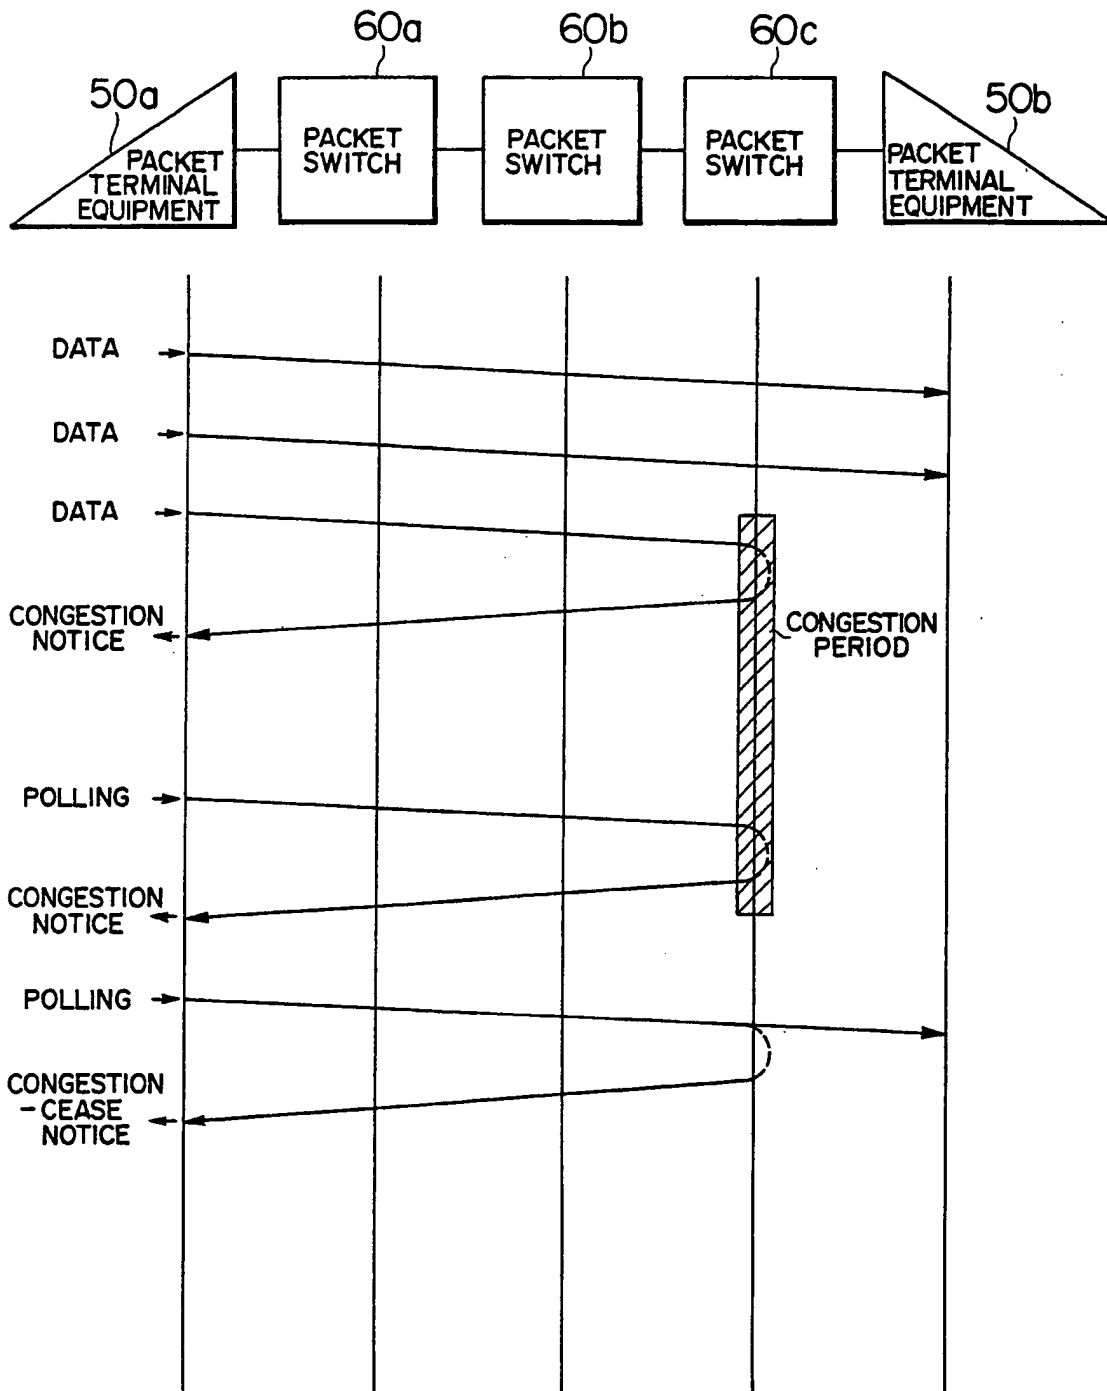 60a
60b
60c
50a
50b
PACKET
TERMINAL
EQUIPMENT
PACKET
SWITCH
PACKET
SWITCH
PACKET
SWITCH
PACKET
TERMINAL
EQUIPMENT
DATA
DATA
DATA
CONGESTION
NOTICE
CONGESTION
PERIOD
POLLING
CONGESTION
NOTICE
POLLING
CONGESTION
-CEASE
NOTICE